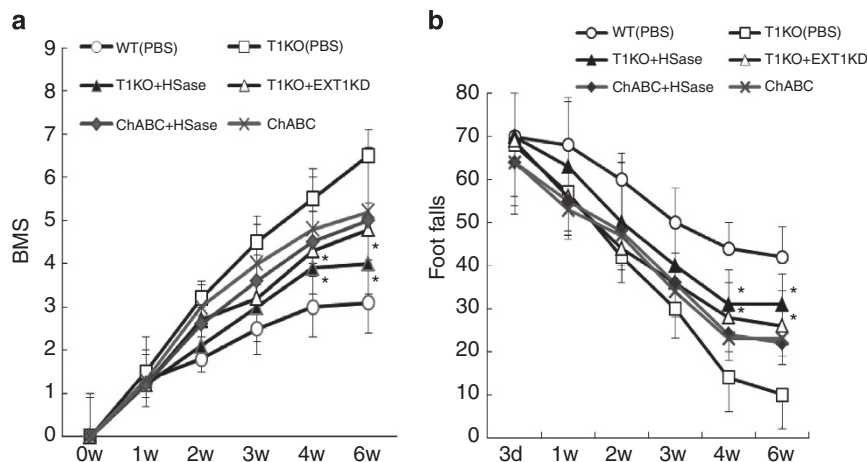 a
WT(PBS) T1KO(PBS)
T1KO+HSase T1KO+EXT1KD
ChABC+HSase ChABC
9
8
7
6
5
4
3
2
1
0
BMS
* *
* *
0w 1w 2w 3w 4w 6w
b
WT(PBS) T1KO(PBS)
T1KO+HSase T1KO+EXT1KD
ChABC+HSase ChABC
80
70
60
50
40
30
20
10
0
Foot falls
* *
* *
3d 1w 2w 3w 4w 6w